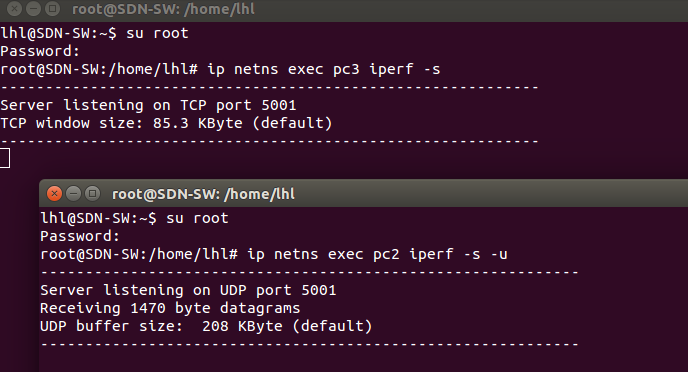 root@SDN-SW: /home/lhl
lhl@SDN-SW:~$ su root
Password:
root@SDN-SW:/home/lhl# ip netns exec pc3 iperf -s
------------------------------------------------------------
Server listening on TCP port 5001
TCP window size: 85.3 KByte (default)
------------------------------------------------------------
root@SDN-SW: /home/lhl
lhl@SDN-SW:~$ su root
Password:
root@SDN-SW:/home/lhl# ip netns exec pc2 iperf -s -u
------------------------------------------------------------
Server listening on UDP port 5001
Receiving 1470 byte datagrams
UDP buffer size:  208 KByte (default)
------------------------------------------------------------